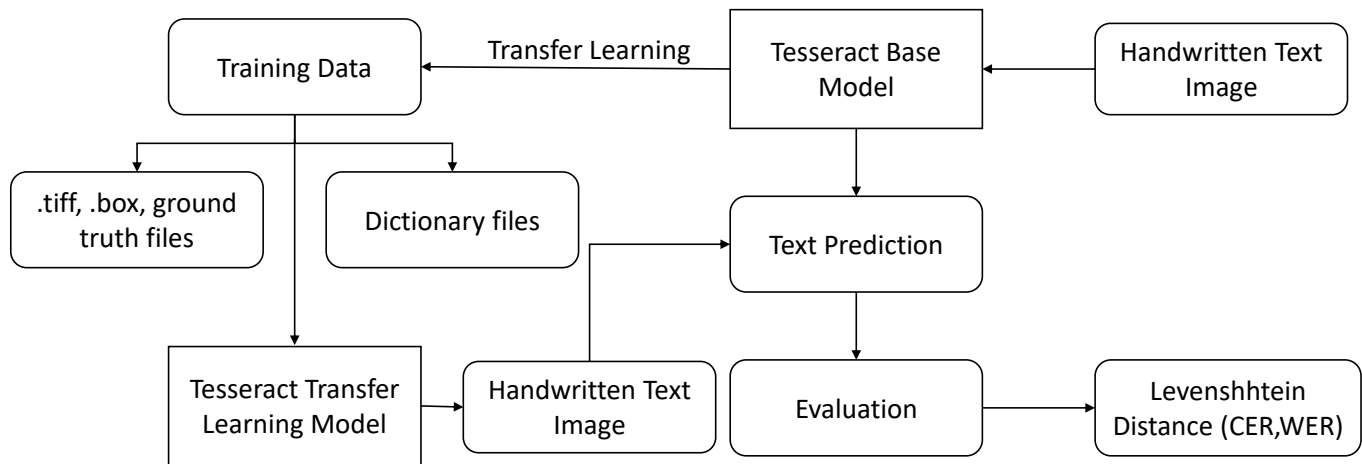 Training Data
Transfer Learning
Tesseract Base
Model
Handwritten Text
Image
.tiff, .box, ground
truth files
Dictionary files
Text Prediction
Tesseract Transfer
Learning Model
Handwritten Text
Image
Evaluation
Levenshhtein
Distance (CER,WER)